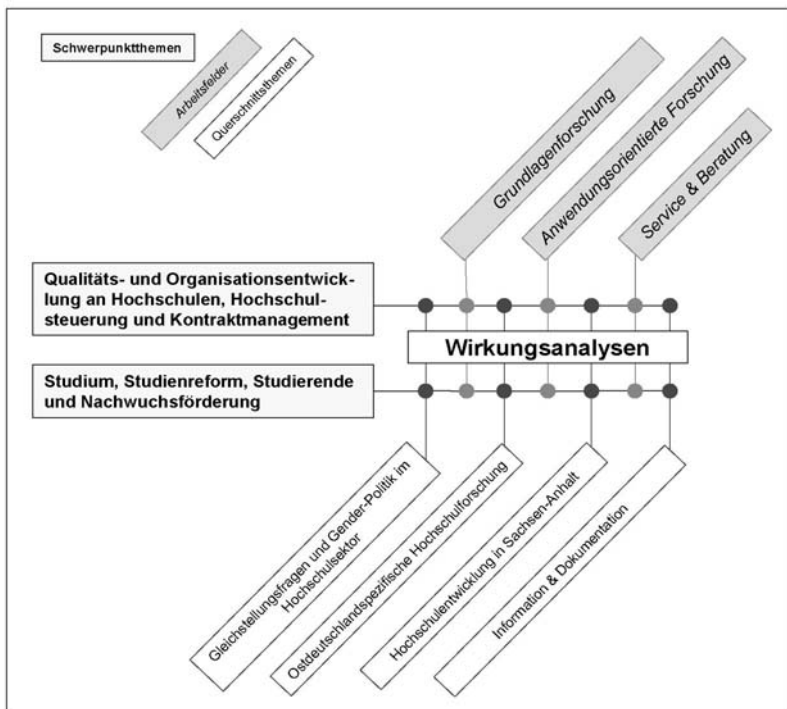 Schwerpunktthemen
Arbeitsfelder
Querschnittsthemen
Grundlagenforschung
Anwendungsorientierte Forschung
Service & Beratung
Qualitäts- und Organisationsentwick-
lung an Hochschulen, Hochschul-
steuerung und Kontraktmanagement
Wirkungsanalysen
Studium, Studienreform, Studierende
und Nachwuchsförderung
Gleichstellungsfragen und Gender-Politik im
Hochschulsektor
Ostdeutschlandspezifische Hochschulforschung
Hochschulentwicklung in Sachsen-Anhalt
Information & Dokumentation